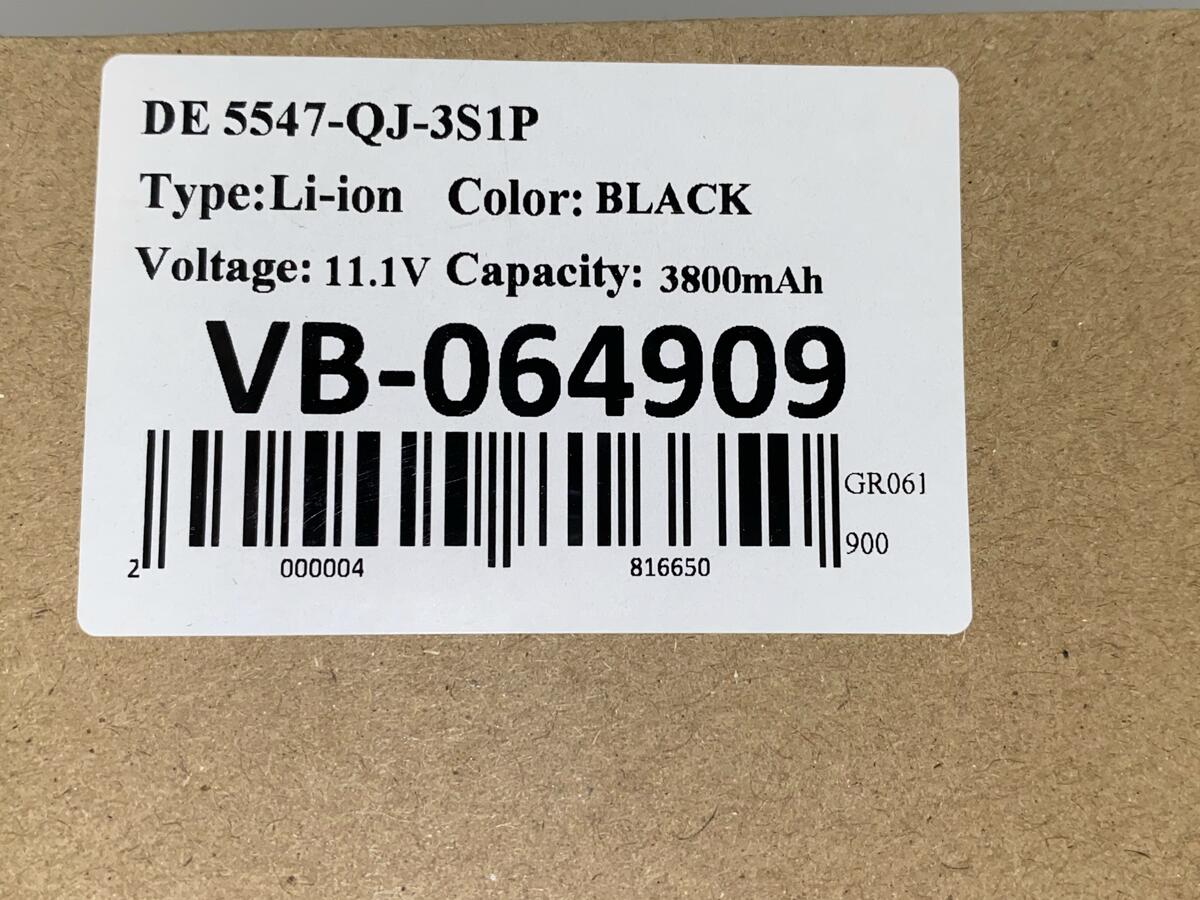 DE 5547-QJ-3S1P
Type:Li-ion Color: BLACK
Voltage: 11.1V Capacity: 3800mAh
VB-064909
GR061
900
2 000004 816650